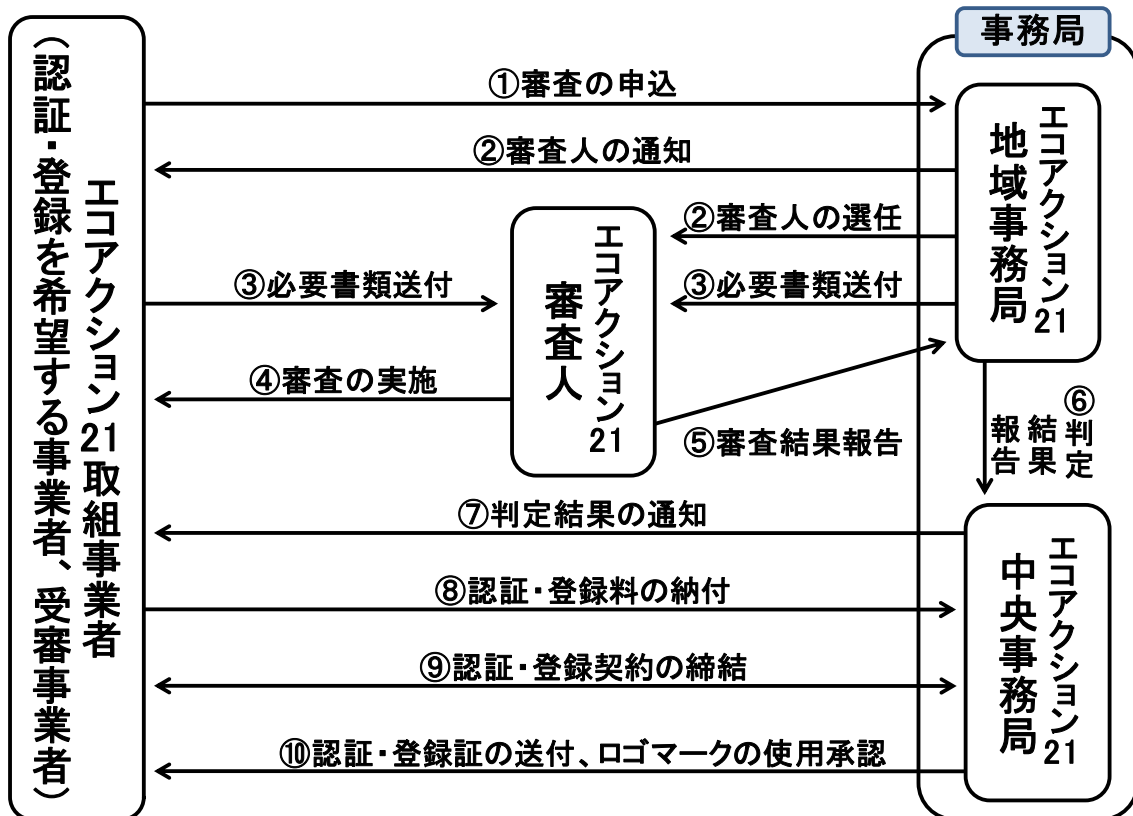 事務局
(認証・登録を希望する事業者、受審事業者)
エコアクション21取組事業者
①審査の申込
②審査人の通知
②審査人の選任
③必要書類送付
③必要書類送付
④審査の実施
⑤審査結果報告
エコアクション21
審査人
エコアクション21
地域事務局
⑥判定
結果
報告
⑦判定結果の通知
⑧認証・登録料の納付
⑨認証・登録契約の締結
⑩認証・登録証の送付、ロゴマークの使用承認
エコアクション21
中央事務局